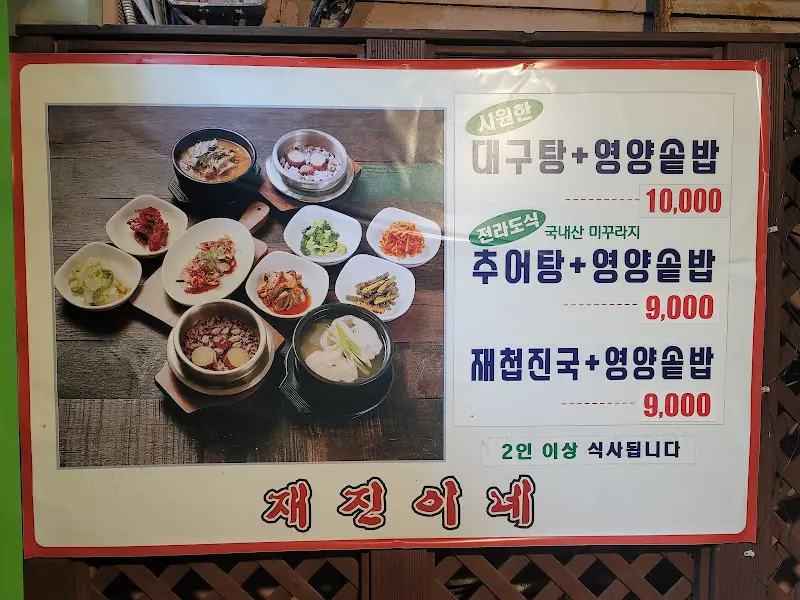 시원한
대구탕+영양솥밥
10,000
전라도식 국내산 미꾸라지
추어탕+영양솥밥
9,000
재첩진국+영양솥밥
9,000
2인 이상 식사됩니다
재진이네